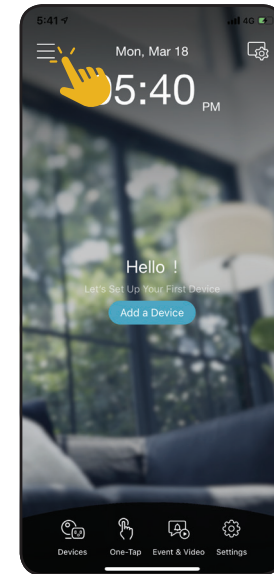 5:41
4G
Mon, Mar 18
05:40 PM
Hello !
Let's Set Up Your First Device
Add a Device
Devices
One-Tap
Event & Video
Settings